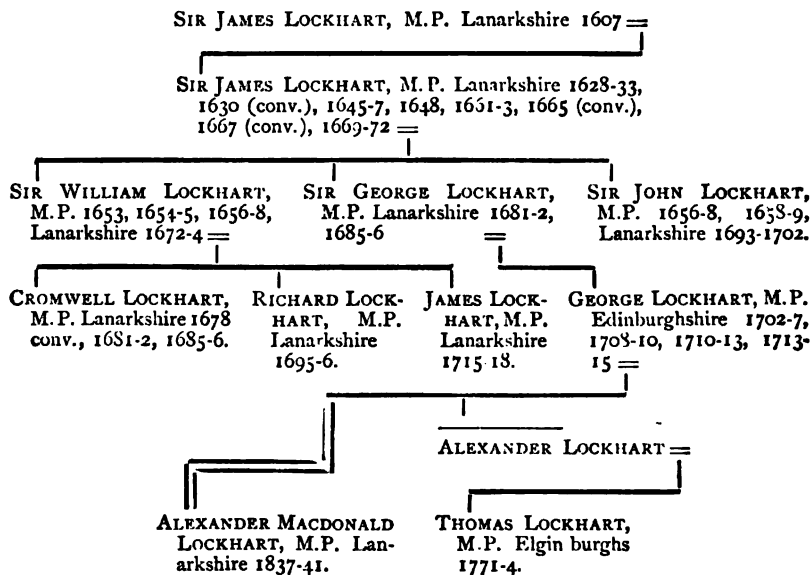 SIR JAMES LOCKHART, M.P. Lanarkshire 1607
SIR JAMES LOCKHART, M.P. Lanarkshire 1628-33,
1630 (conv.), 1645-7, 1648, 1661-3, 1665 (conv.),
1667 (conv.), 1669-72
SIR WILLIAM LOCKHART,
M.P. 1653, 1654-5, 1656-8,
Lanarkshire 1672-4
SIR GEORGE LOCKHART,
M.P. Lanarkshire 1681-2,
1685-6
SIR JOHN LOCKHART,
M.P. 1656-8, 1658-9,
Lanarkshire 1693-1702.
CROMWELL LOCKHART,
M.P. Lanarkshire 1678
conv., 1681-2, 1685-6.
RICHARD LOCK-
HART, M.P.
Lanarkshire
1695-6.
JAMES LOCK-
HART, M.P.
Lanarkshire
1715-18.
GEORGE LOCKHART, M.P.
Edinburghshire 1702-7,
1708-10, 1710-13, 1713-
15
ALEXANDER LOCKHART
ALEXANDER MACDONALD
LOCKHART, M.P. Lan-
arkshire 1837-41.
THOMAS LOCKHART,
M.P. Elgin burghs
1771-4.